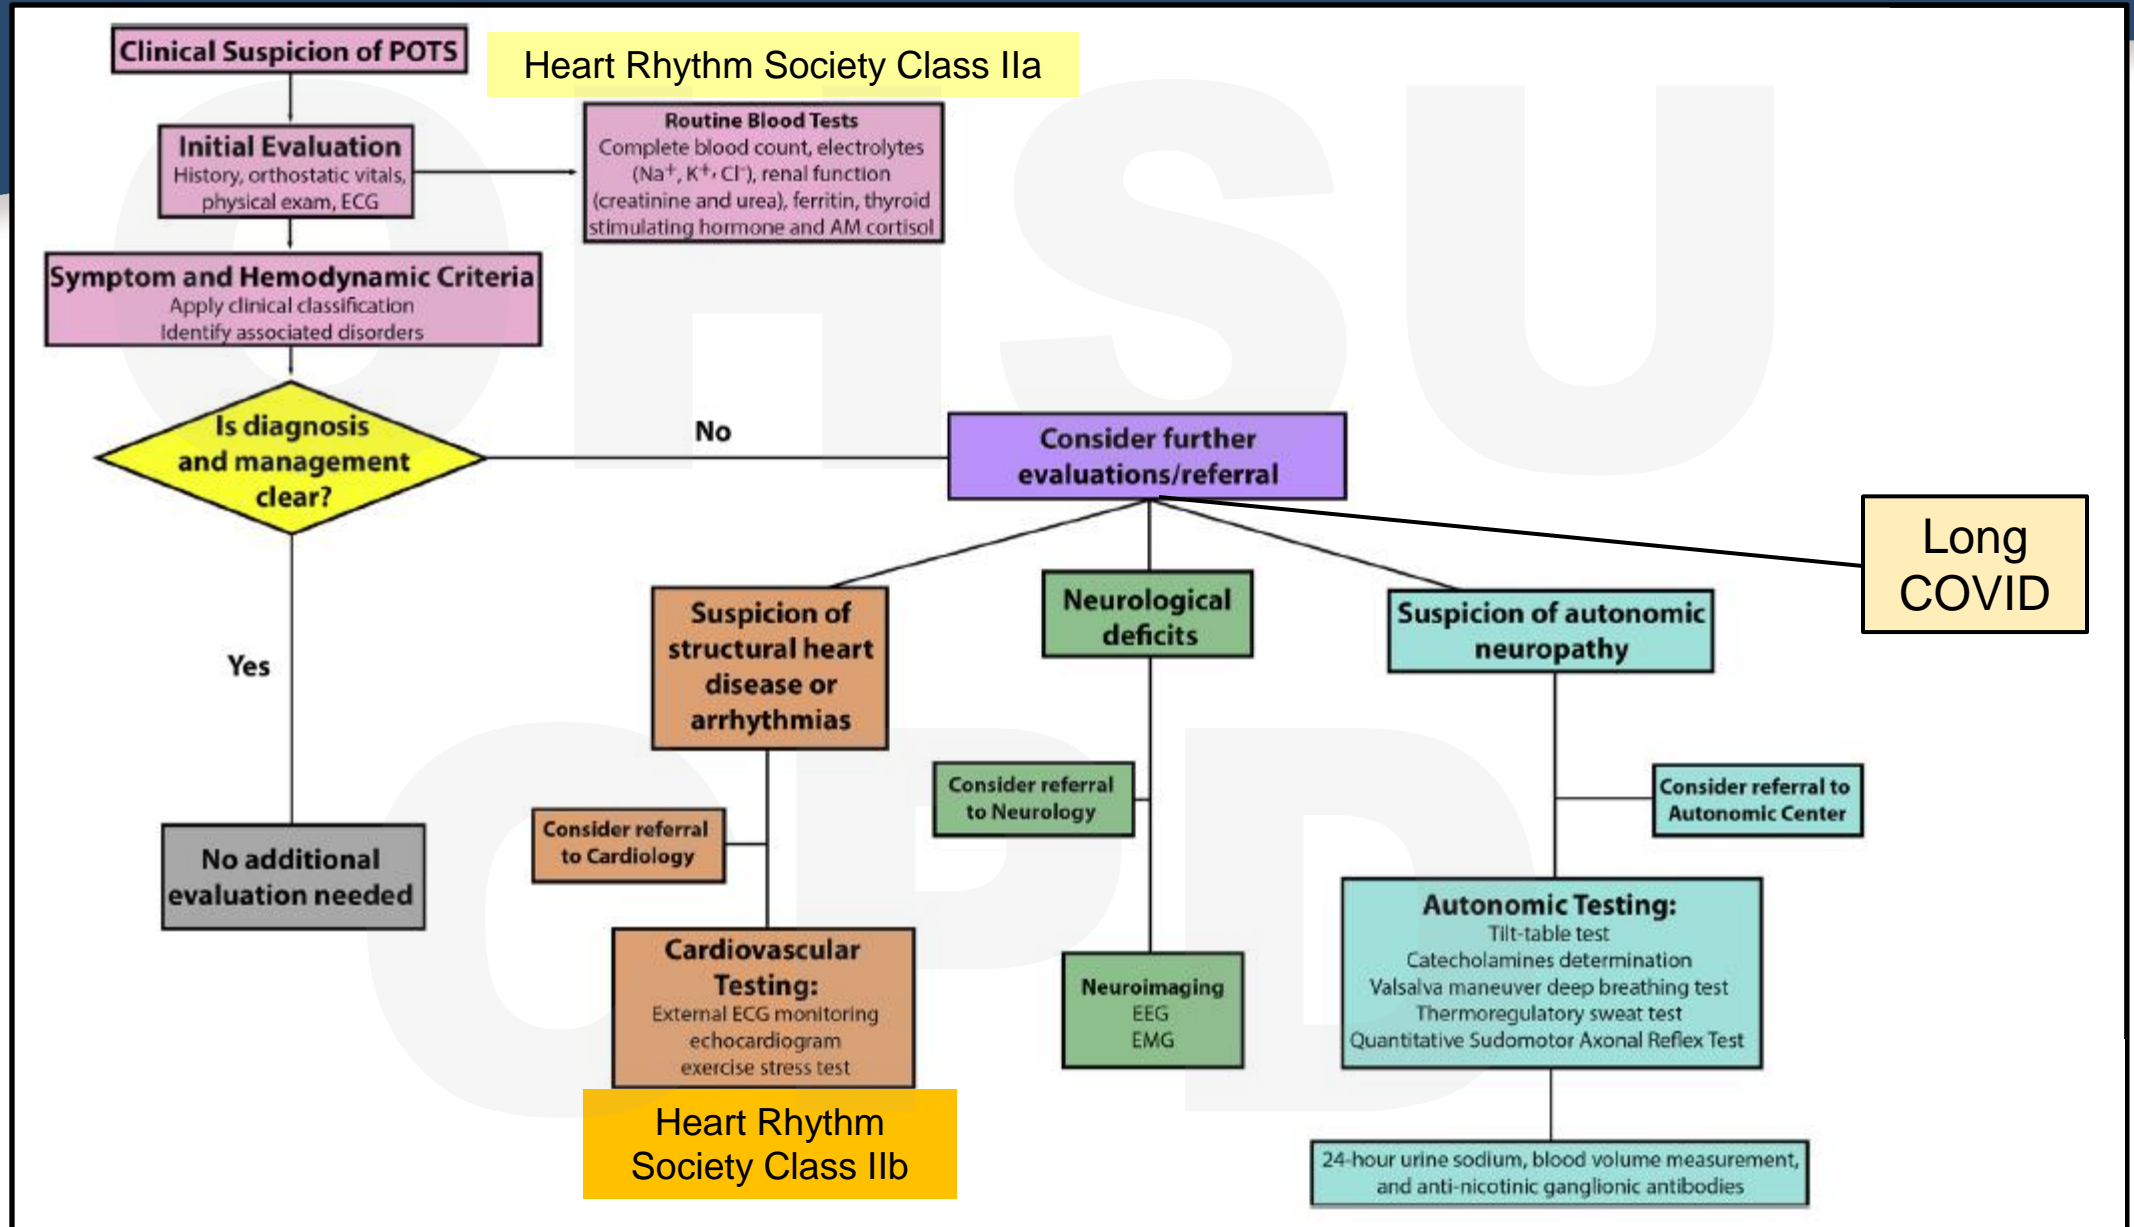 Clinical Suspicion of POTS
Heart Rhythm Society Class IIa
Initial Evaluation
History, orthostatic vitals,
physical exam, ECG
Routine Blood Tests
Complete blood count, electrolytes
(Na⁺, K⁺, Cl⁻), renal function
(creatinine and urea), ferritin, thyroid
stimulating hormone and AM cortisol
Symptom and Hemodynamic Criteria
Apply clinical classification
Identify associated disorders
Is diagnosis
and management
clear?
No
Consider further
evaluations/referral
Long
COVID
Yes
No additional
evaluation needed
Suspicion of
structural heart
disease or
arrhythmias
Consider referral
to Cardiology
Cardiovascular
Testing:
External ECG monitoring
echocardiogram
exercise stress test
Heart Rhythm
Society Class IIb
Neurological
deficits
Consider referral
to Neurology
Neuroimaging
EEG
EMG
Suspicion of autonomic
neuropathy
Consider referral to
Autonomic Center
Autonomic Testing:
Tilt-table test
Catecholamines determination
Valsalva maneuver deep breathing test
Thermoregulatory sweat test
Quantitative Sudomotor Axonal Reflex Test
24-hour urine sodium, blood volume measurement,
and anti-nicotinic ganglionic antibodies
OHSU
CPD